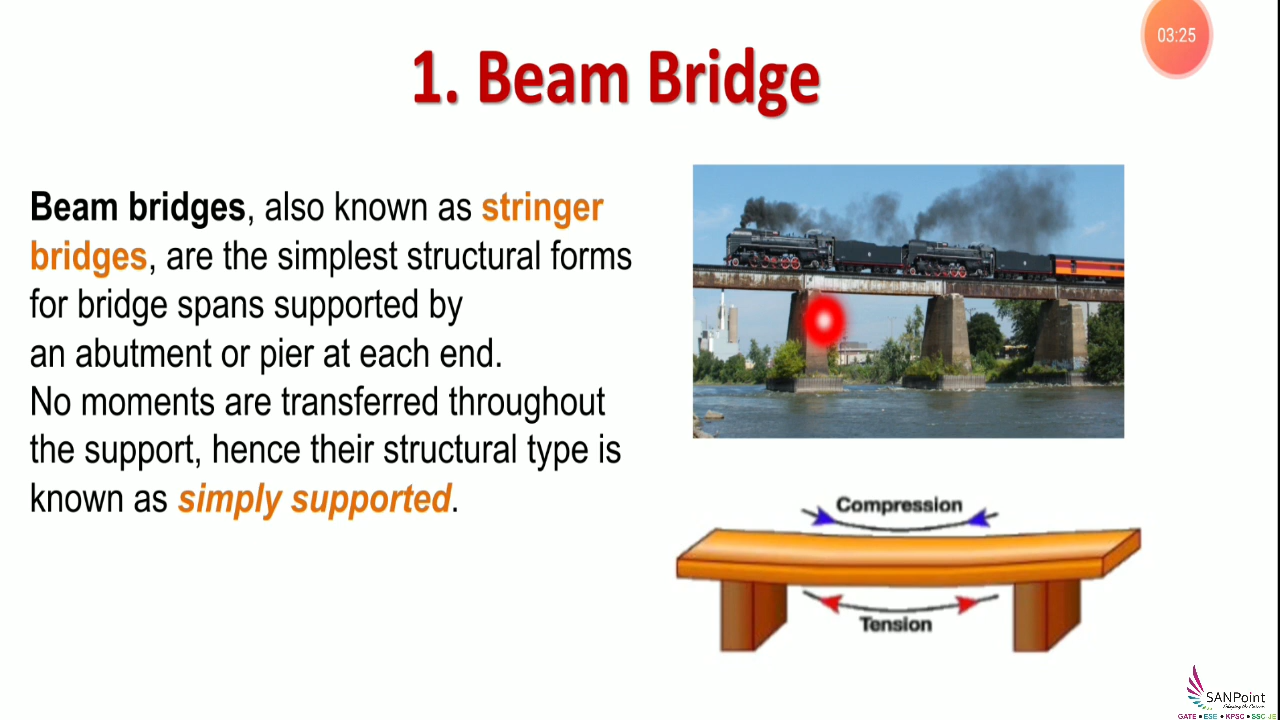 03:25
1. Beam Bridge
Beam bridges, also known as stringer
bridges, are the simplest structural forms
for bridge spans supported by
an abutment or pier at each end.
No moments are transferred throughout
the support, hence their structural type is
known as simply supported.
Compression
Tension
SANPoint
GATE ● ESE ● KPSC ● SSC